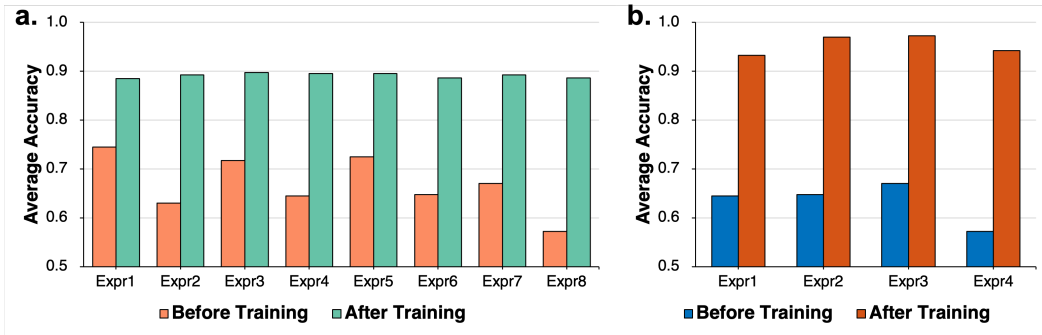 a.
Average Accuracy
1.0
0.9
0.8
0.7
0.6
0.5
Expr1 Expr2 Expr3 Expr4 Expr5 Expr6 Expr7 Expr8
Before Training After Training
b.
Average Accuracy
1.0
0.9
0.8
0.7
0.6
0.5
Expr1 Expr2 Expr3 Expr4
Before Training After Training